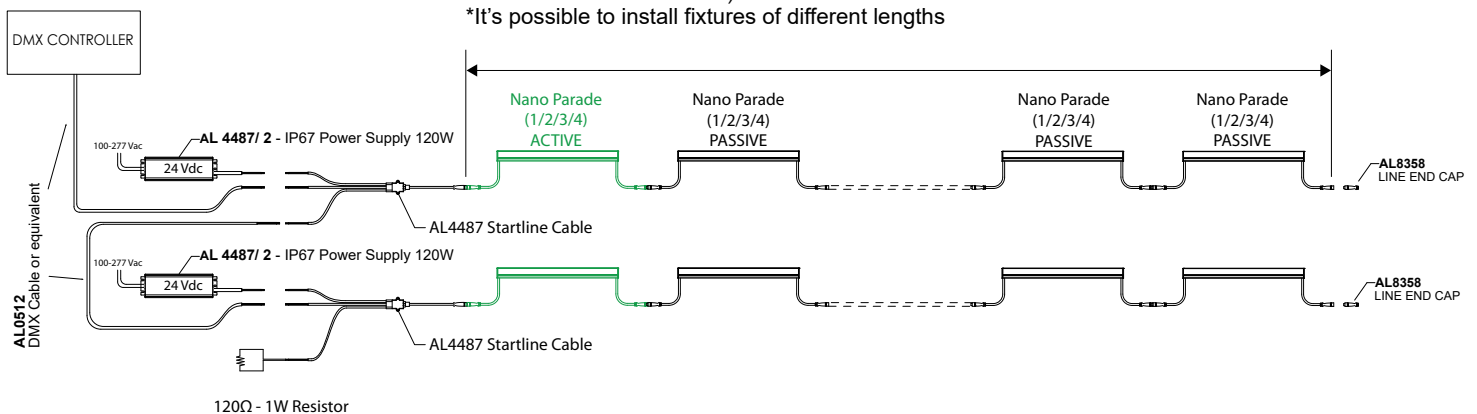 *It's possible to install fixtures of different lengths
DMX CONTROLLER
Nano Parade
(1/2/3/4)
ACTIVE
Nano Parade
(1/2/3/4)
PASSIVE
Nano Parade
(1/2/3/4)
PASSIVE
Nano Parade
(1/2/3/4)
PASSIVE
100-277 Vac
AL 4487/ 2 - IP67 Power Supply 120W
24 Vdc
AL8358
LINE END CAP
AL4487 Startline Cable
AL0512
DMX Cable or equivalent
100-277 Vac
AL 4487/ 2 - IP67 Power Supply 120W
24 Vdc
AL8358
LINE END CAP
AL4487 Startline Cable
120Ω - 1W Resistor